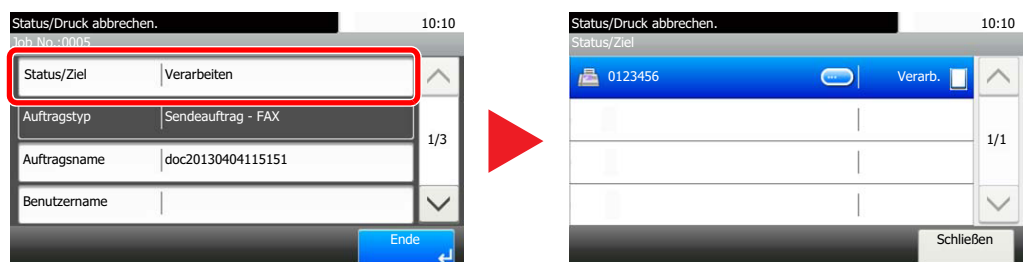 Status/Druck abbrechen. 10:10
Job No.:0005
Status/Ziel Verarbeiten
Auftragstyp Sendeauftrag - FAX
1/3
Auftragsname doc20130404115151
Benutzername
Ende
Status/Druck abbrechen. 10:10
Status/Ziel
0123456 ... Verarb.
1/1
Schließen